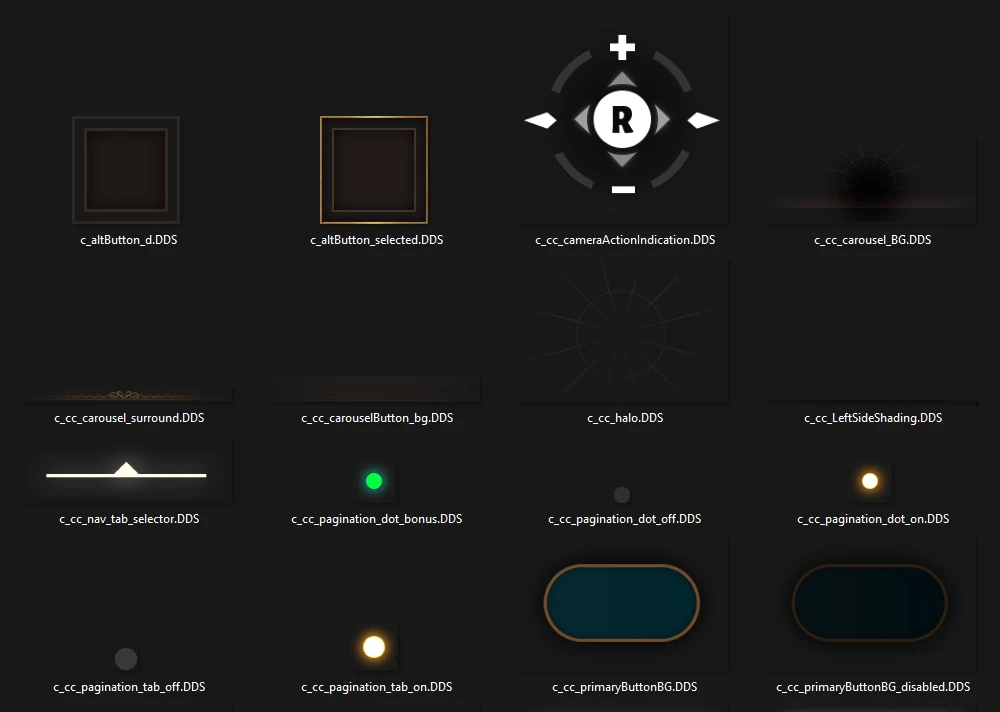 R
c_altButton_d.DDS
c_altButton_selected.DDS
c_cc_cameraActionIndication.DDS
c_cc_carousel_BG.DDS
c_cc_carousel_surround.DDS
c_cc_carouselButton_bg.DDS
c_cc_halo.DDS
c_cc_LeftSideShading.DDS
c_cc_nav_tab_selector.DDS
c_cc_pagination_dot_bonus.DDS
c_cc_pagination_dot_off.DDS
c_cc_pagination_dot_on.DDS
c_cc_pagination_tab_off.DDS
c_cc_pagination_tab_on.DDS
c_cc_primaryButtonBG.DDS
c_cc_primaryButtonBG_disabled.DDS